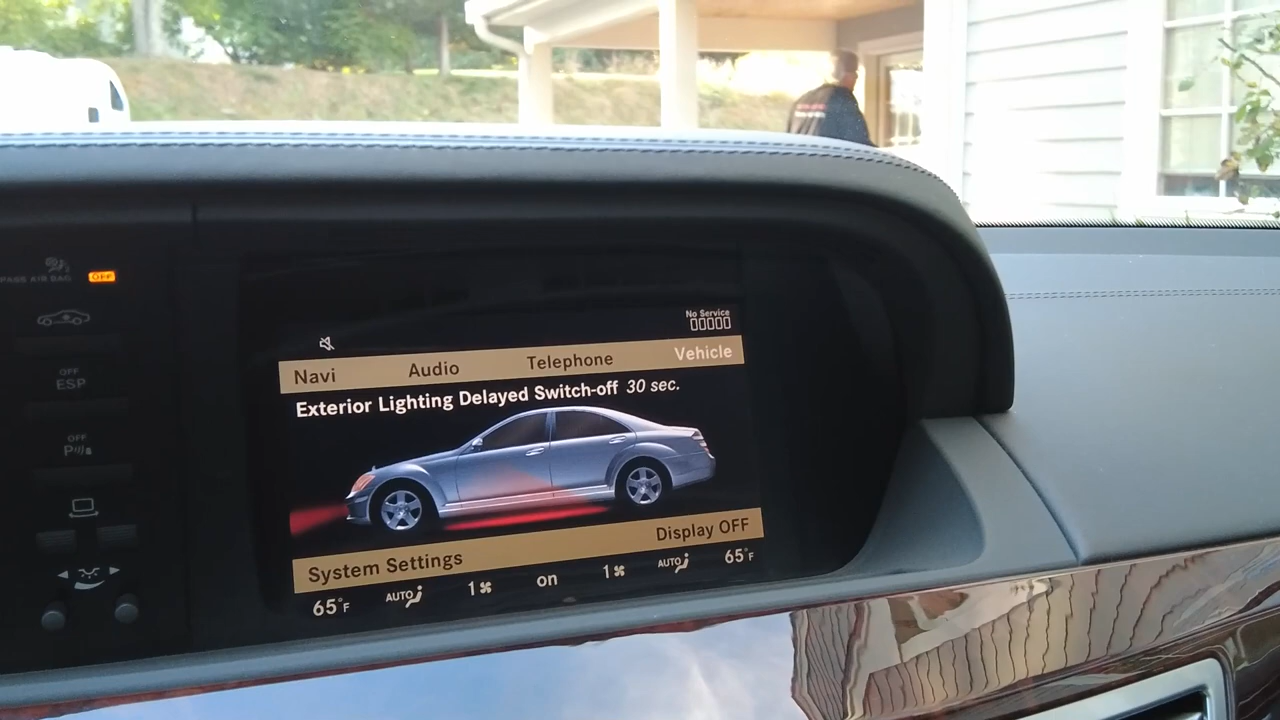 PASS AIR BAG OFF
OFF
ESP
OFF
P
No Service
00000
Navi Audio Telephone Vehicle
Exterior Lighting Delayed Switch-off 30 sec.
System Settings Display OFF
65°F AUTO 1 on 1 AUTO 65°F